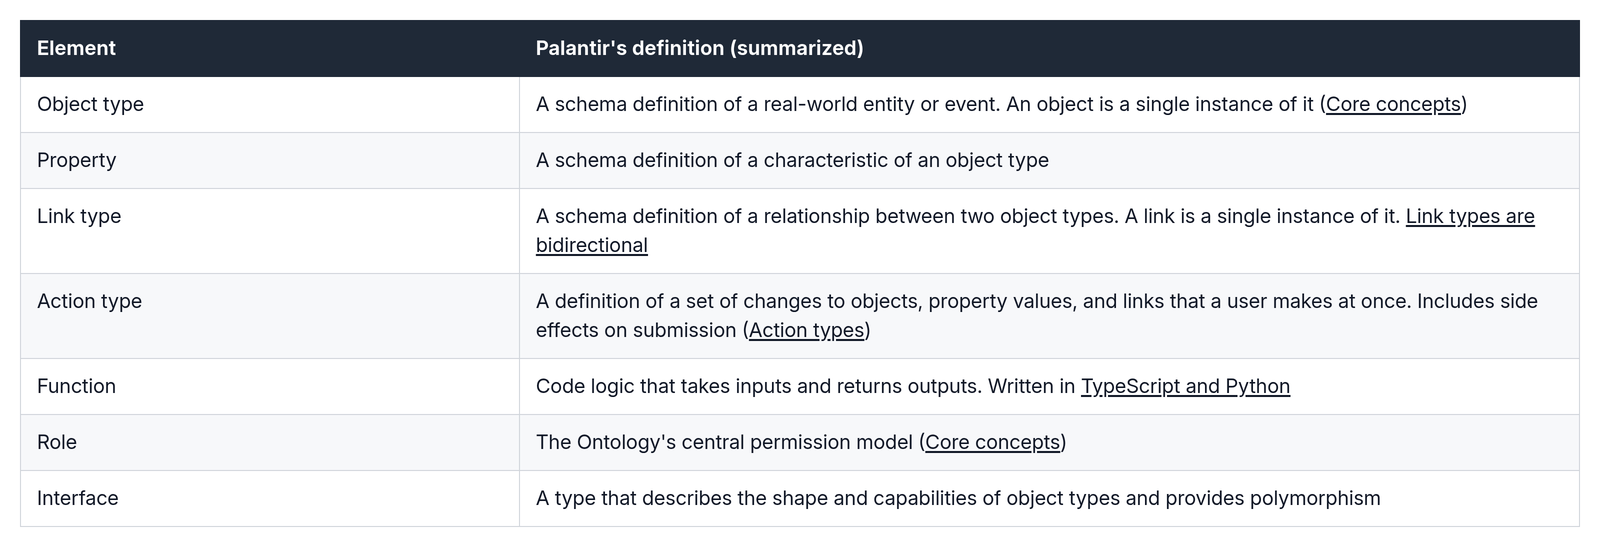 Element
Palantir's definition (summarized)
Object type
A schema definition of a real-world entity or event. An object is a single instance of it (Core concepts)
Property
A schema definition of a characteristic of an object type
Link type
A schema definition of a relationship between two object types. A link is a single instance of it. Link types are
bidirectional
Action type
A definition of a set of changes to objects, property values, and links that a user makes at once. Includes side
effects on submission (Action types)
Function
Code logic that takes inputs and returns outputs. Written in TypeScript and Python
Role
The Ontology's central permission model (Core concepts)
Interface
A type that describes the shape and capabilities of object types and provides polymorphism